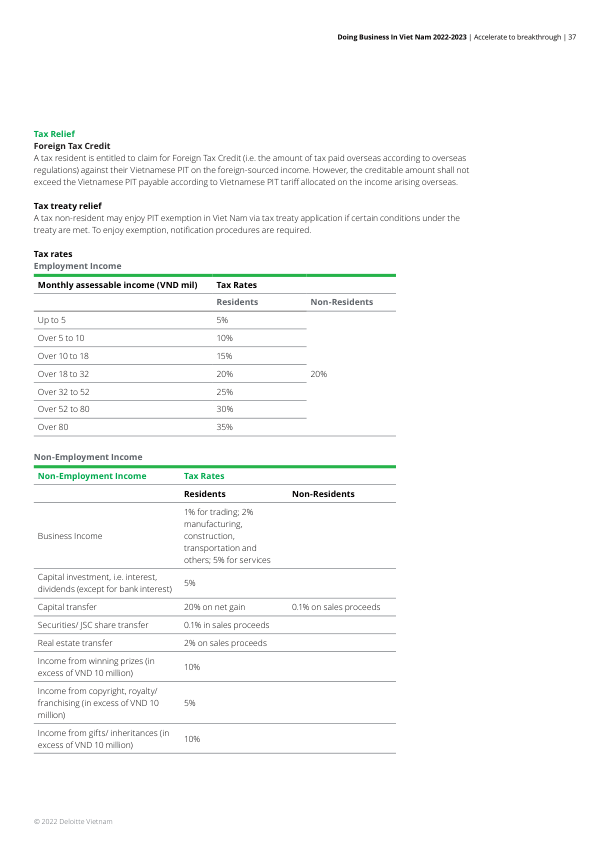 Doing Business In Viet Nam 2022-2023 | Accelerate to breakthrough | 37
Tax Relief
Foreign Tax Credit
A tax resident is entitled to claim for Foreign Tax Credit (i.e. the amount of tax paid overseas according to overseas
regulations) against their Vietnamese PIT on the foreign-sourced income. However, the creditable amount shall not
exceed the Vietnamese PIT payable according to Vietnamese PIT tariff allocated on the income arising overseas.
Tax treaty relief
A tax non-resident may enjoy PIT exemption in Viet Nam via tax treaty application if certain conditions under the
treaty are met. To enjoy exemption, notification procedures are required.
Tax rates
Employment Income
Monthly assessable income (VND mil) Tax Rates
Residents Non-Residents
Up to 5 5%
Over 5 to 10 10%
Over 10 to 18 15%
Over 18 to 32 20% 20%
Over 32 to 52 25%
Over 52 to 80 30%
Over 80 35%
Non-Employment Income
Non-Employment Income Tax Rates
Residents Non-Residents
Business Income
1% for trading; 2%
manufacturing,
construction,
transportation and
others; 5% for services
Capital investment, i.e. interest,
dividends (except for bank interest)
5%
Capital transfer 20% on net gain 0.1% on sales proceeds
Securities/ JSC share transfer 0.1% in sales proceeds
Real estate transfer 2% on sales proceeds
Income from winning prizes (in
excess of VND 10 million)
10%
Income from copyright, royalty/
franchising (in excess of VND 10
million)
5%
Income from gifts/ inheritances (in
excess of VND 10 million)
10%
© 2022 Deloitte Vietnam